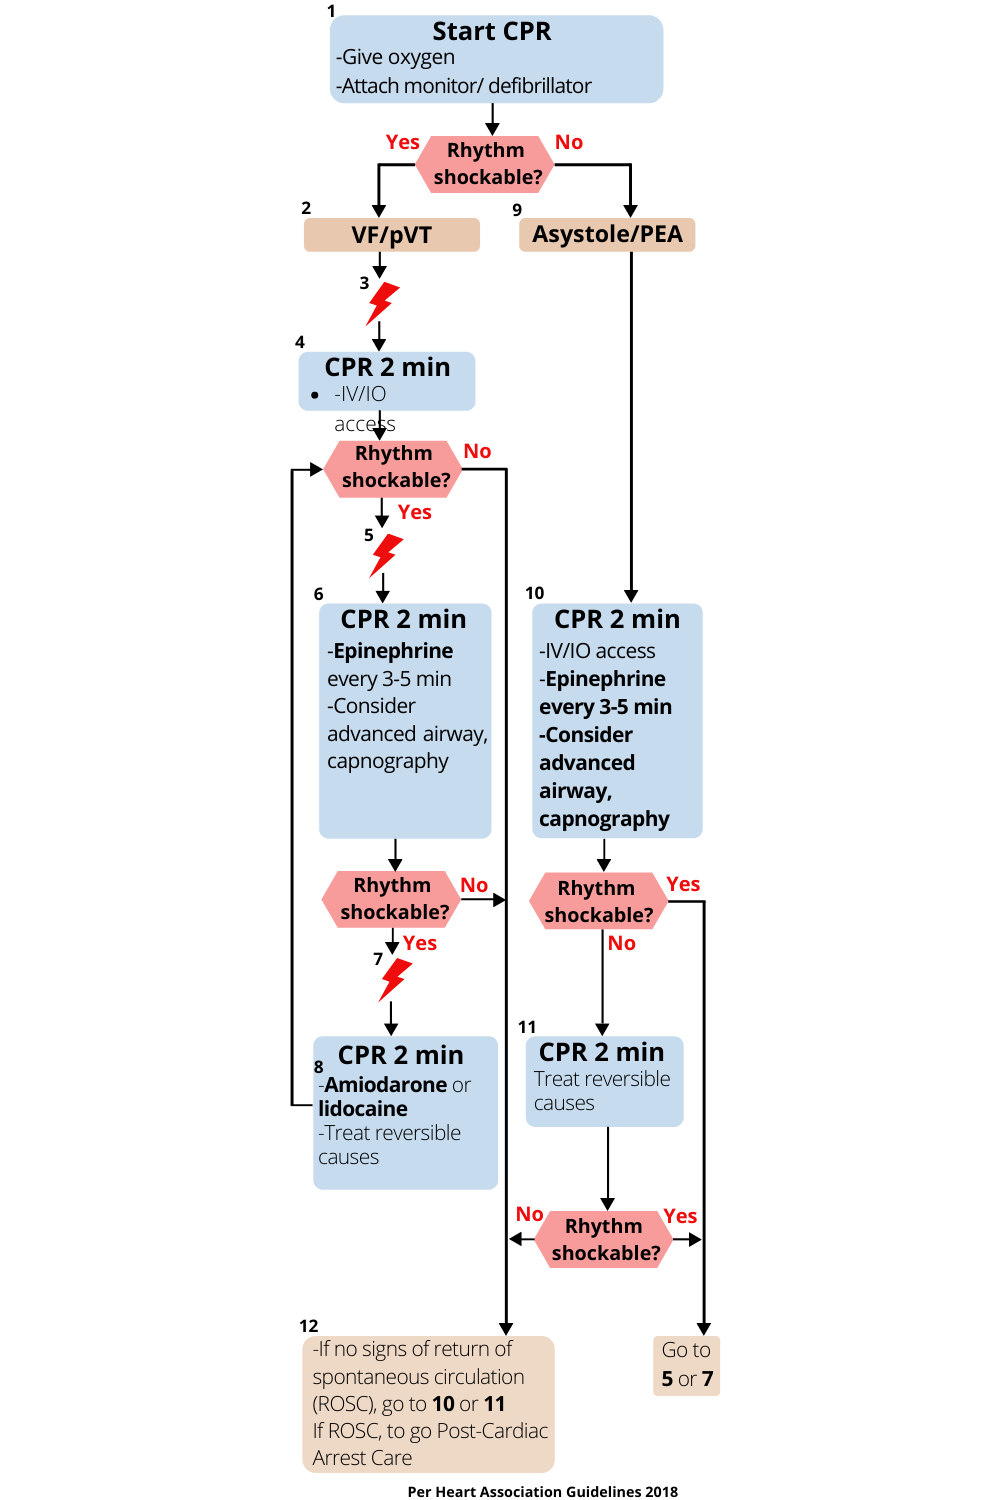 1
Start CPR
-Give oxygen
-Attach monitor/ defibrillator
Yes
Rhythm
shockable?
No
2
VF/pVT
9
Asystole/PEA
3
4
CPR 2 min
• -IV/IO
access
Rhythm
shockable?
No
Yes
5
6
CPR 2 min
-Epinephrine
every 3-5 min
-Consider
advanced airway,
capnography
10
CPR 2 min
-IV/IO access
-Epinephrine
every 3-5 min
-Consider
advanced
airway,
capnography
Rhythm
shockable?
No
Yes
Rhythm
shockable?
Yes
No
7
8
CPR 2 min
-Amiodarone or
lidocaine
-Treat reversible
causes
11
CPR 2 min
Treat reversible
causes
No
Rhythm
shockable?
Yes
12
-If no signs of return of
spontaneous circulation
(ROSC), go to 10 or 11
If ROSC, to go Post-Cardiac
Arrest Care
Go to
5 or 7
Per Heart Association Guidelines 2018